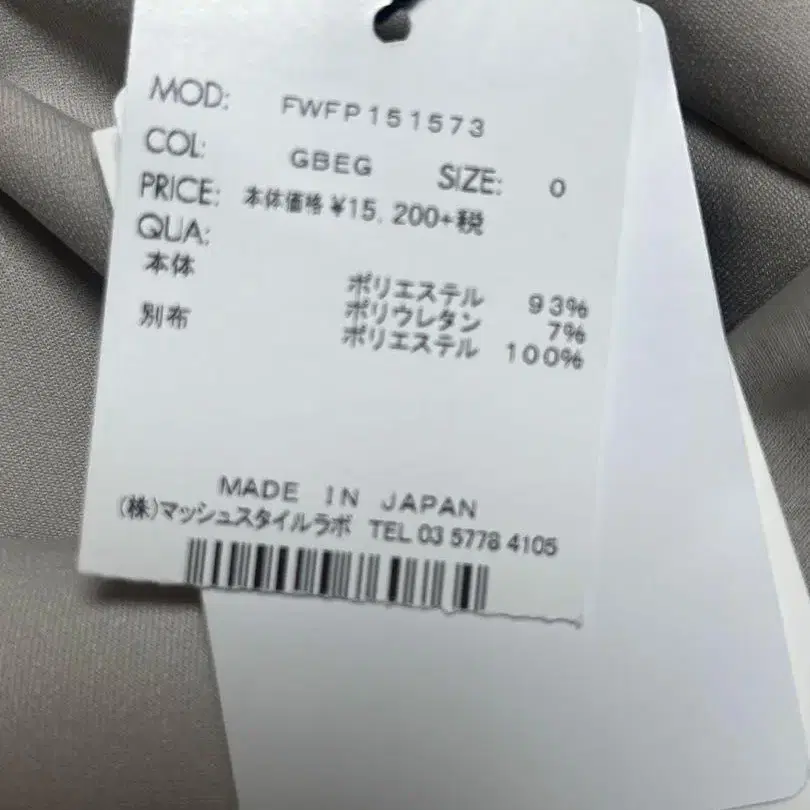 MOD: FWFP151573
COL: GBEG SIZE: 0
PRICE: 本体価格 ¥15,200+税
QUA:
本体 ポリエステル 93%
ポリウレタン 7%
別布 ポリエステル 100%
MADE IN JAPAN
(株)マッシュスタイルラボ TEL 03 5778 4105